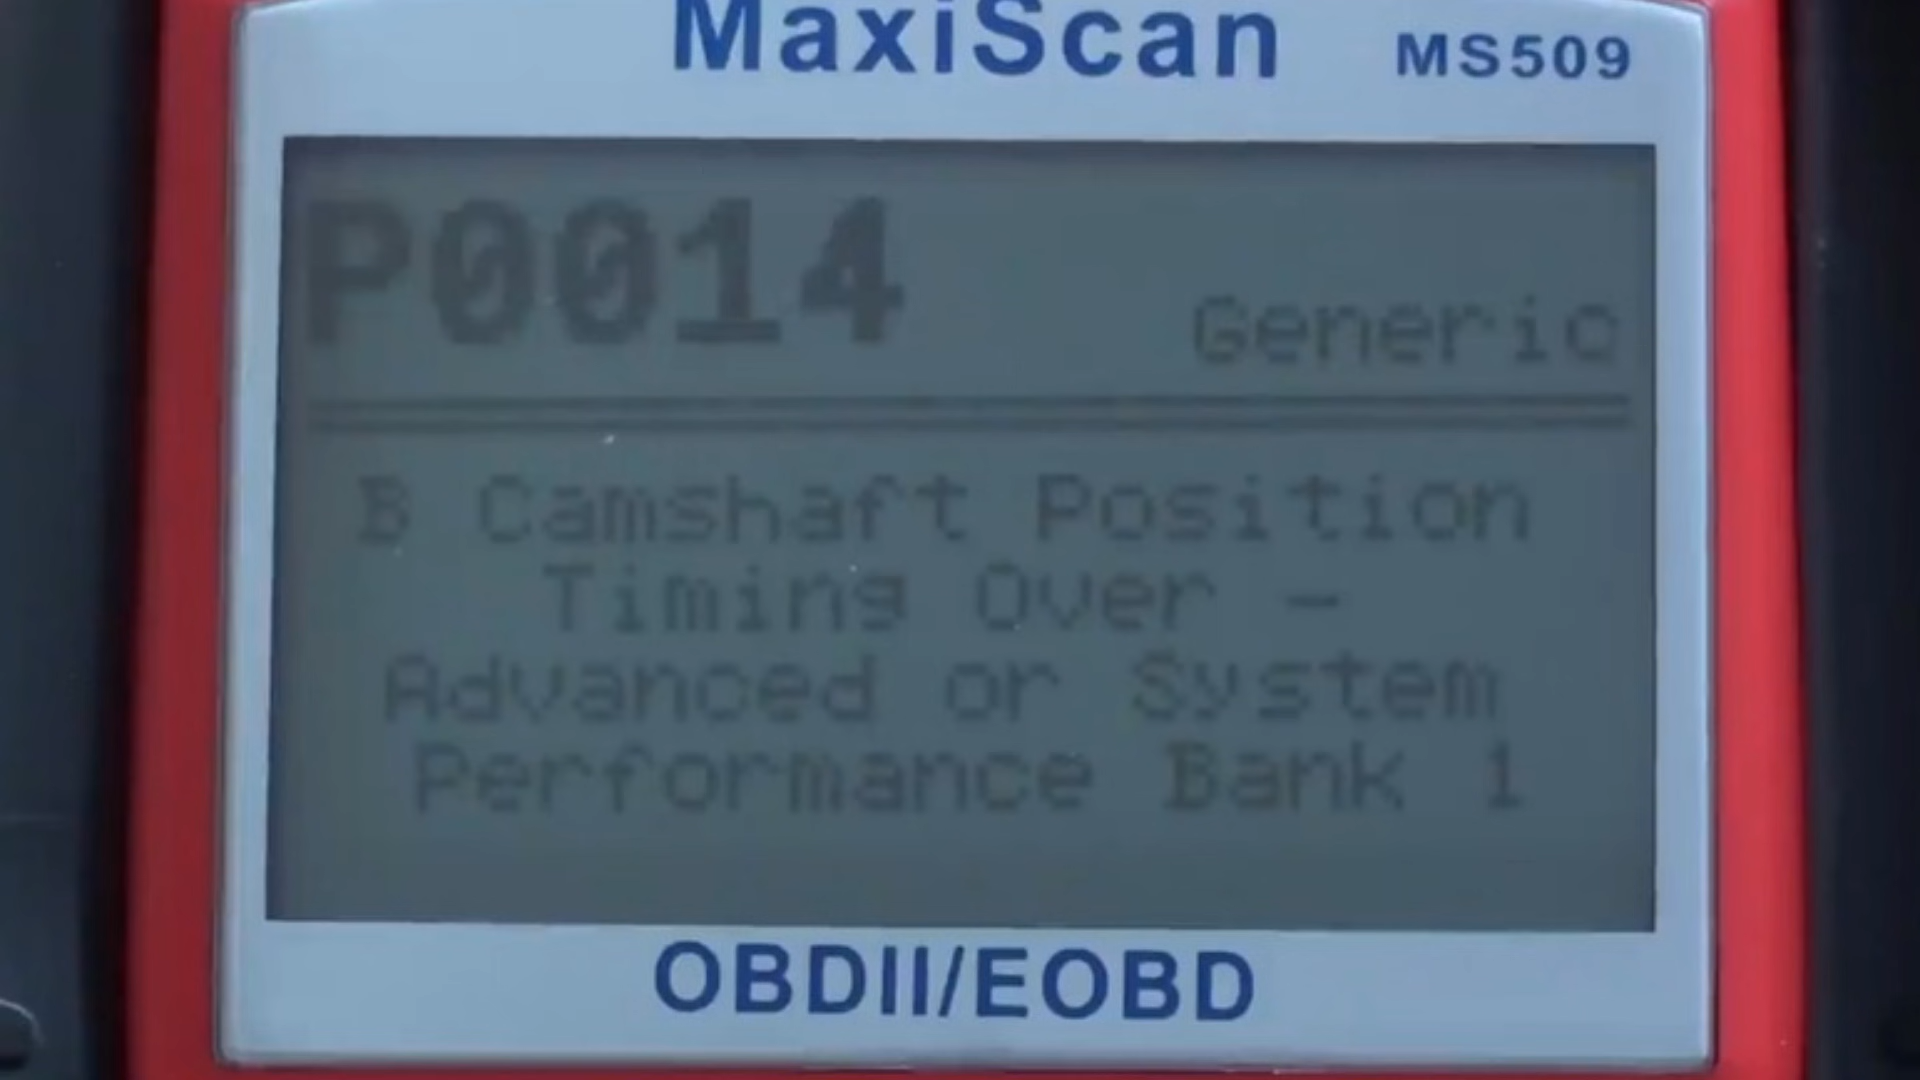 MaxiScan MS509
P0014 Generic
B Camshaft Position
Timing Over -
Advanced or System
Performance Bank 1
OBDII/EOBD